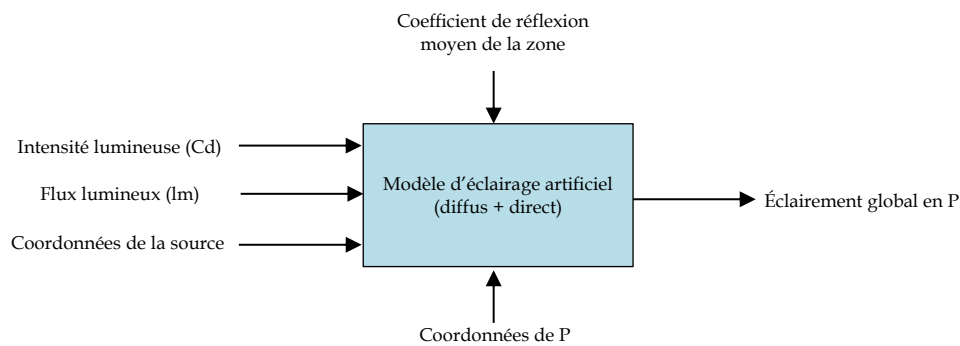 Coefficient de réflexion
moyen de la zone
Intensité lumineuse (Cd)
Flux lumineux (lm)
Coordonnées de la source
Modèle d’éclairage artificiel
(diffus + direct)
Éclairement global en P
Coordonnées de P